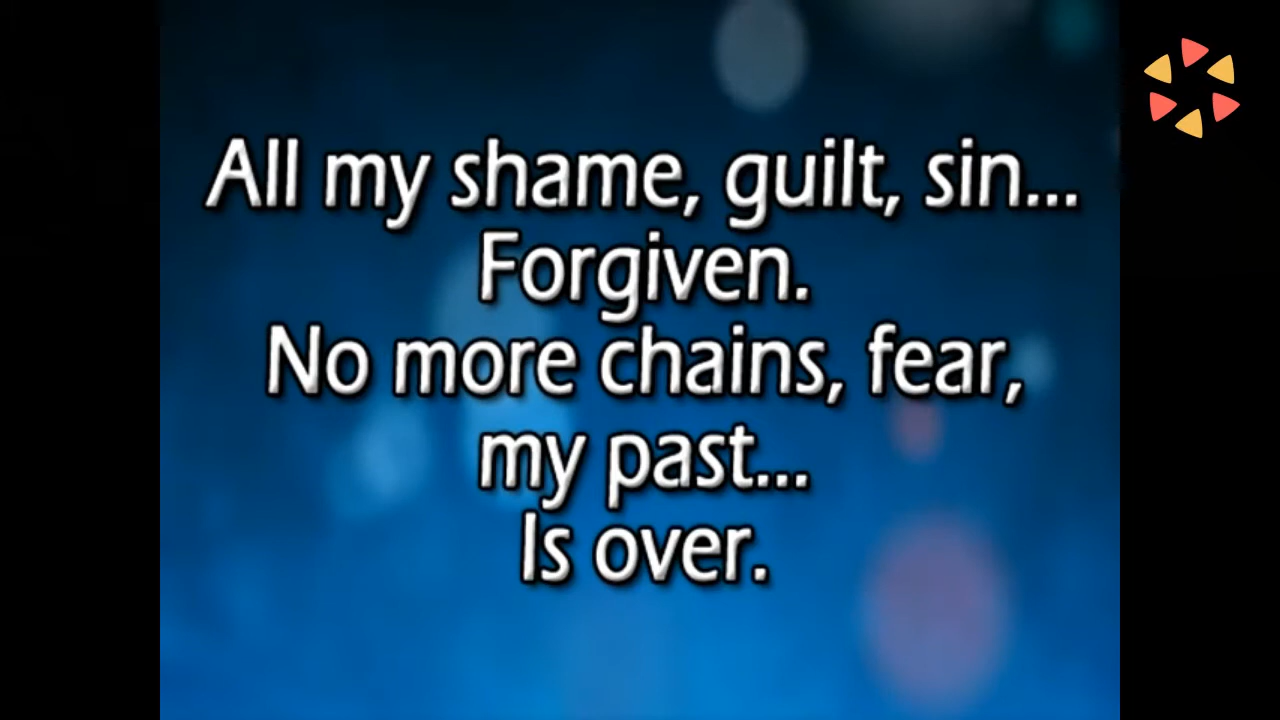 All my shame, guilt, sin...
Forgiven.
No more chains, fear,
my past...
Is over.